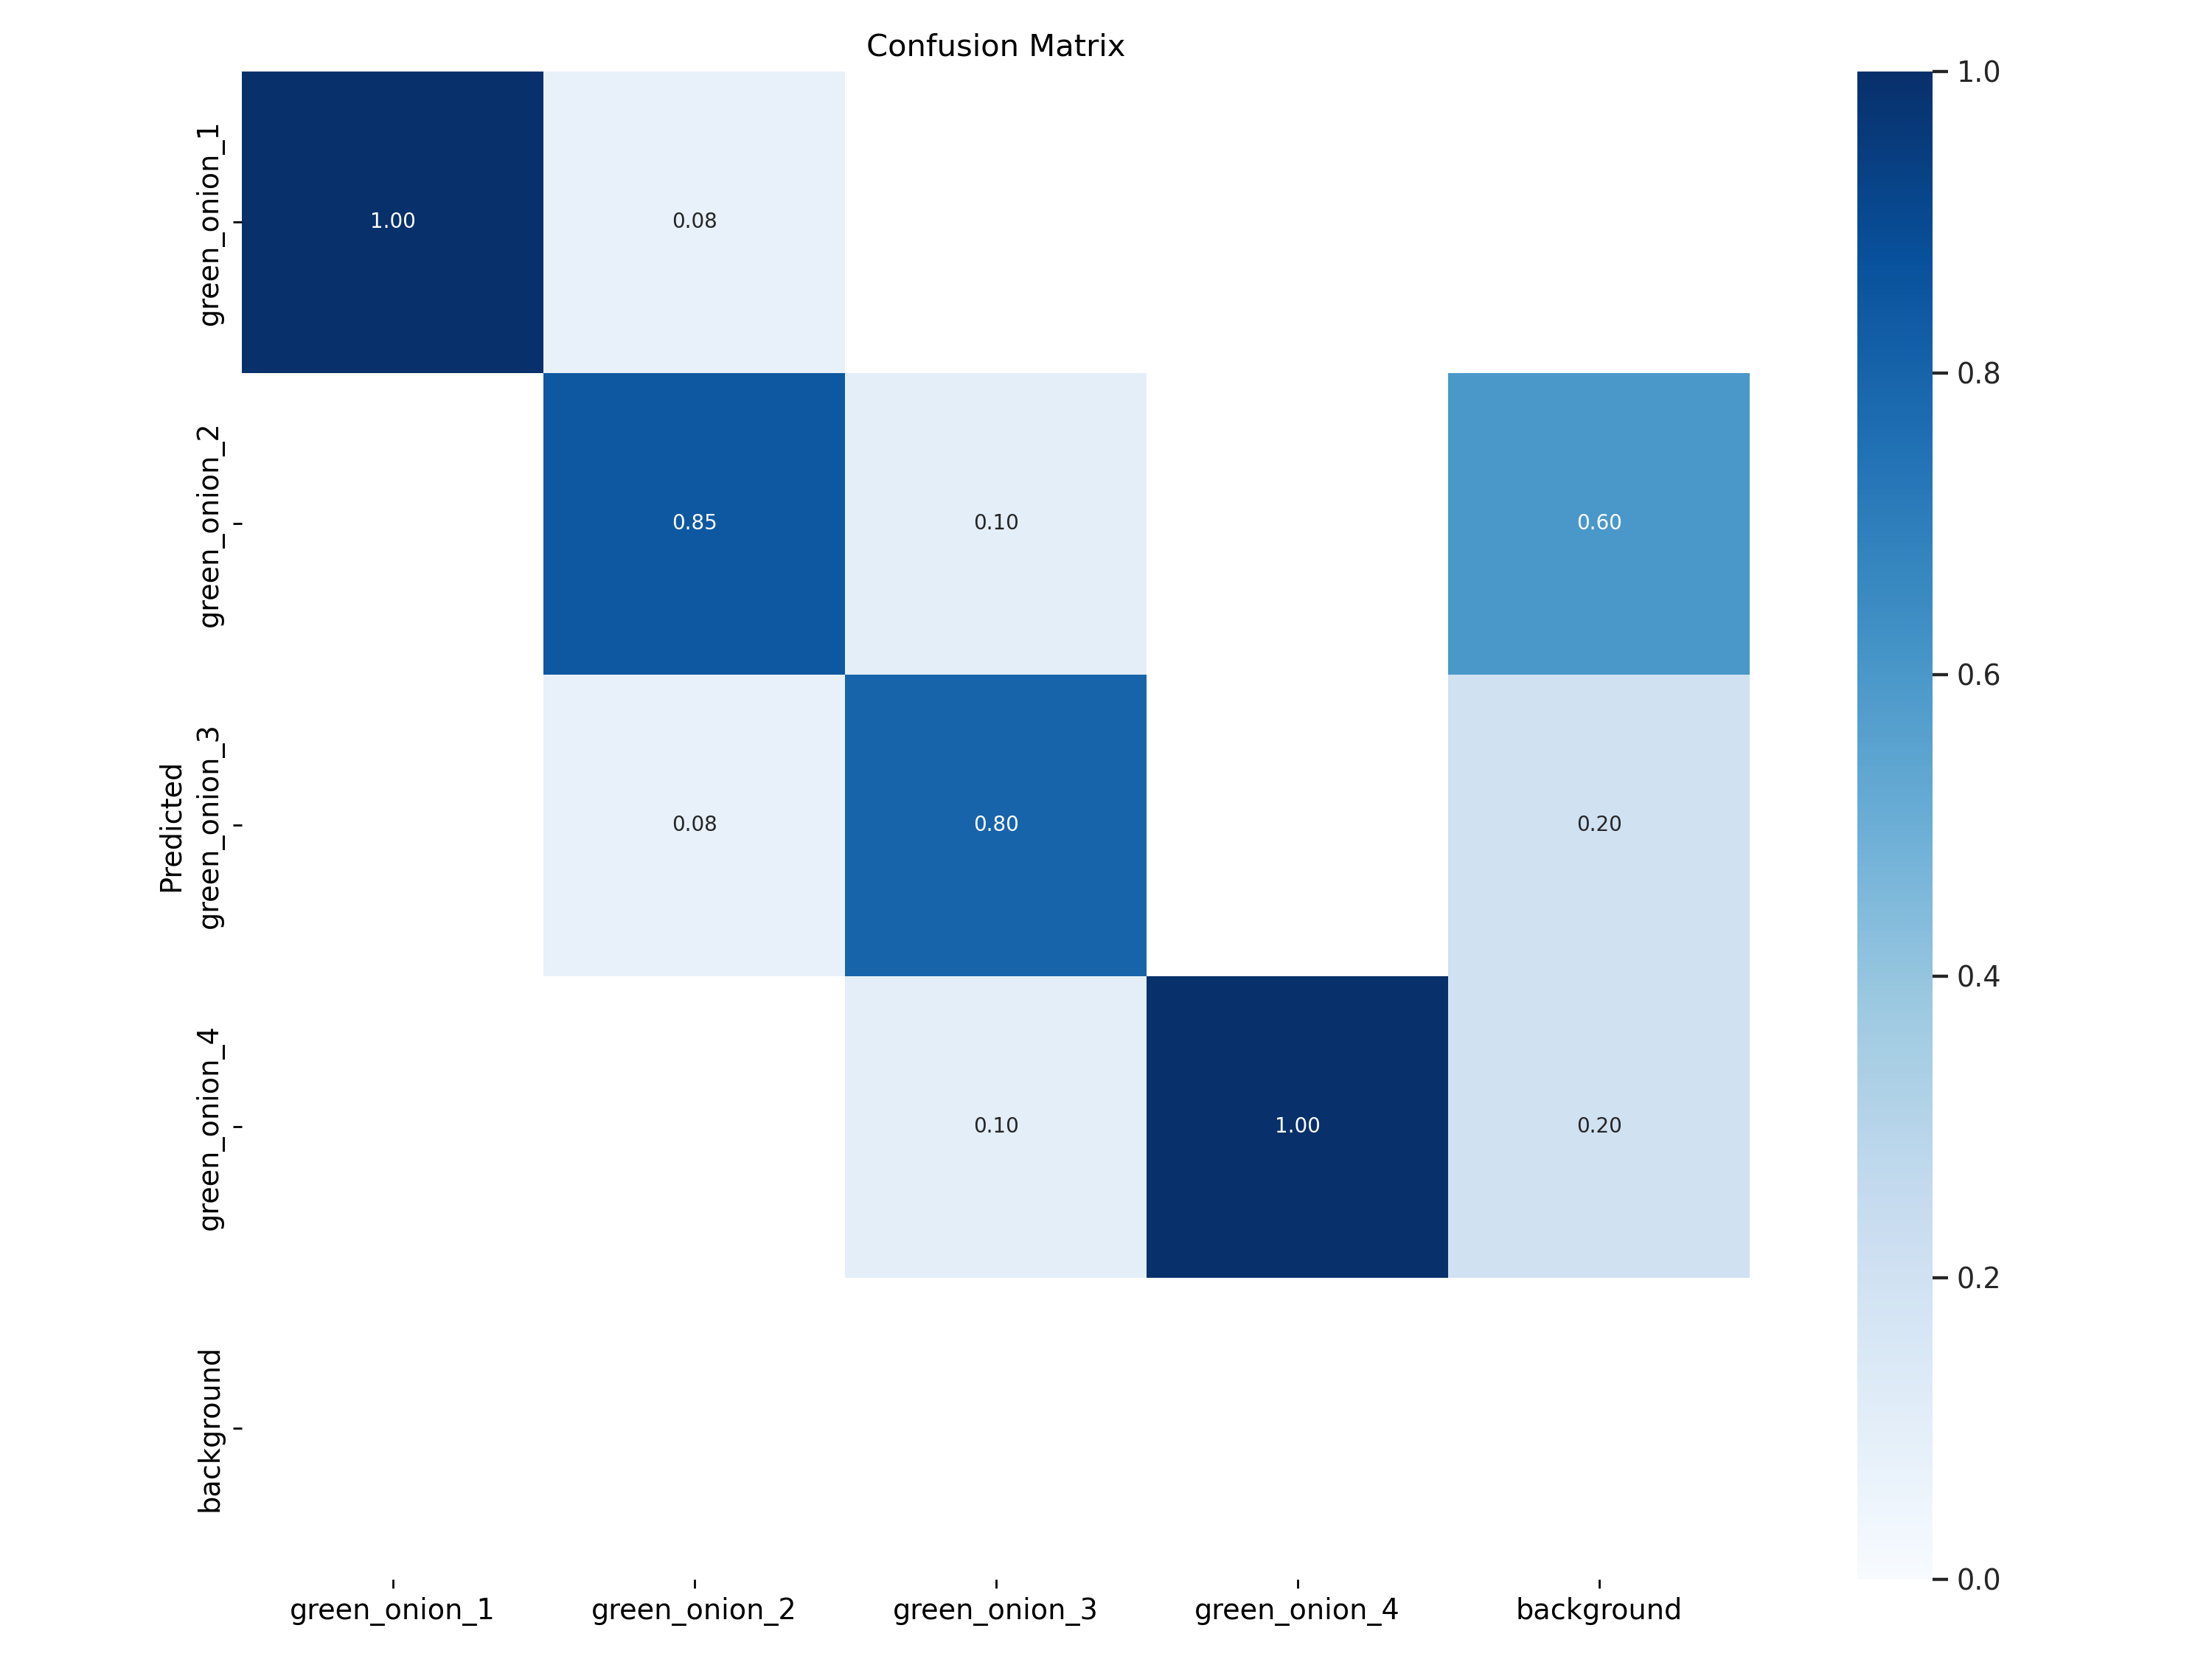 Confusion Matrix
green_onion_1
1.00
0.08
green_onion_2
0.85
0.10
0.60
Predicted
green_onion_3
0.08
0.80
0.20
green_onion_4
0.10
1.00
0.20
background
green_onion_1
green_onion_2
green_onion_3
green_onion_4
background
1.0
0.8
0.6
0.4
0.2
0.0